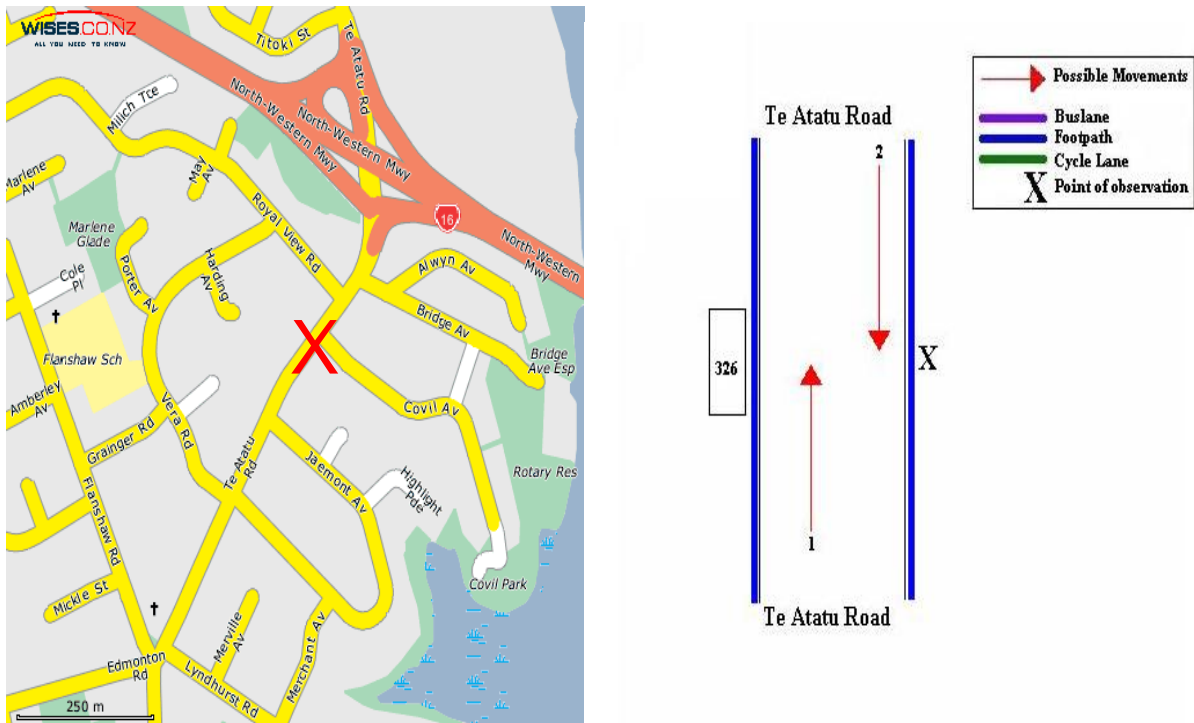 WISES.CO.NZ
ALL YOU NEED TO KNOW
Titoki St
Te Atatu Rd
North-Western Mwy
North-Western Mwy
Milich Tce
May Av
Marlene Av
Marlene Glade
Royal View Rd
16
North-Western Mwy
Cole Pl
Porter Av
Harding Av
Alwyn Av
Bridge Av
Flanshaw Sch
Bridge
Ave Esp
Amberley Av
Covil Av
Vera Rd
Grainger Rd
Te Atatu Rd
Jaemont Av
Highlight Pde
Rotary Res
Flanshaw Rd
Covil Park
Mickle St
Merville Av
Merchant Av
Edmonton Rd
Lyndhurst Rd
250 m
X
Te Atatu Road
2
326
X
1
Te Atatu Road
Possible Movements
Buslane
Footpath
Cycle Lane
X Point of observation